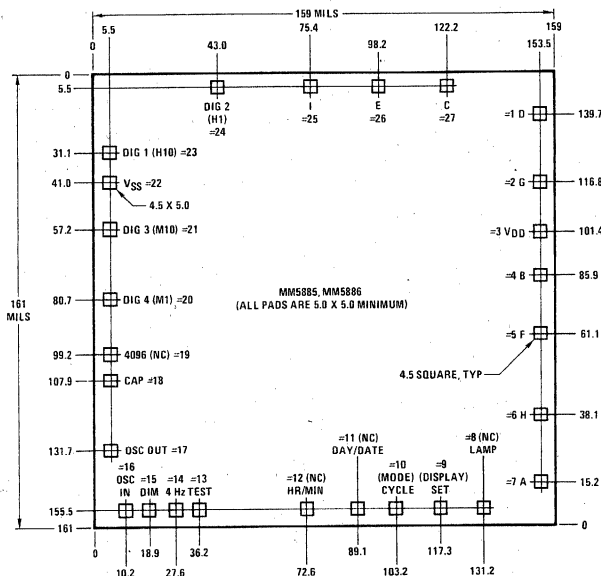 159 MILS
0
5.5
43.0
75.4
98.2
122.2
153.5
159
0
5.5
DIG 2
(H1)
=24
I
=25
E
=26
C
=27
=1 D
139.7
31.1
DIG 1 (H10) =23
41.0
VSS =22
4.5 X 5.0
=2 G
116.8
57.2
DIG 3 (M10) =21
=3 VDD
101.4
=4 B
85.9
161
MILS
80.7
DIG 4 (M1) =20
MM5885, MM5886
(ALL PADS ARE 5.0 X 5.0 MINIMUM)
=5 F
61.1
99.2
4096 (NC) =19
107.9
CAP =18
4.5 SQUARE, TYP
=6 H
38.1
131.7
OSC OUT =17
=11 (NC)
DAY/DATE
=8 (NC)
LAMP
=16
OSC
IN
=15
DIM
=14
4 Hz
=13
TEST
=12 (NC)
HR/MIN
=10
(MODE)
CYCLE
=9
(DISPLAY)
SET
=7 A
15.2
155.5
161
0
0
10.2
18.9
27.6
36.2
72.6
89.1
103.2
117.3
131.2